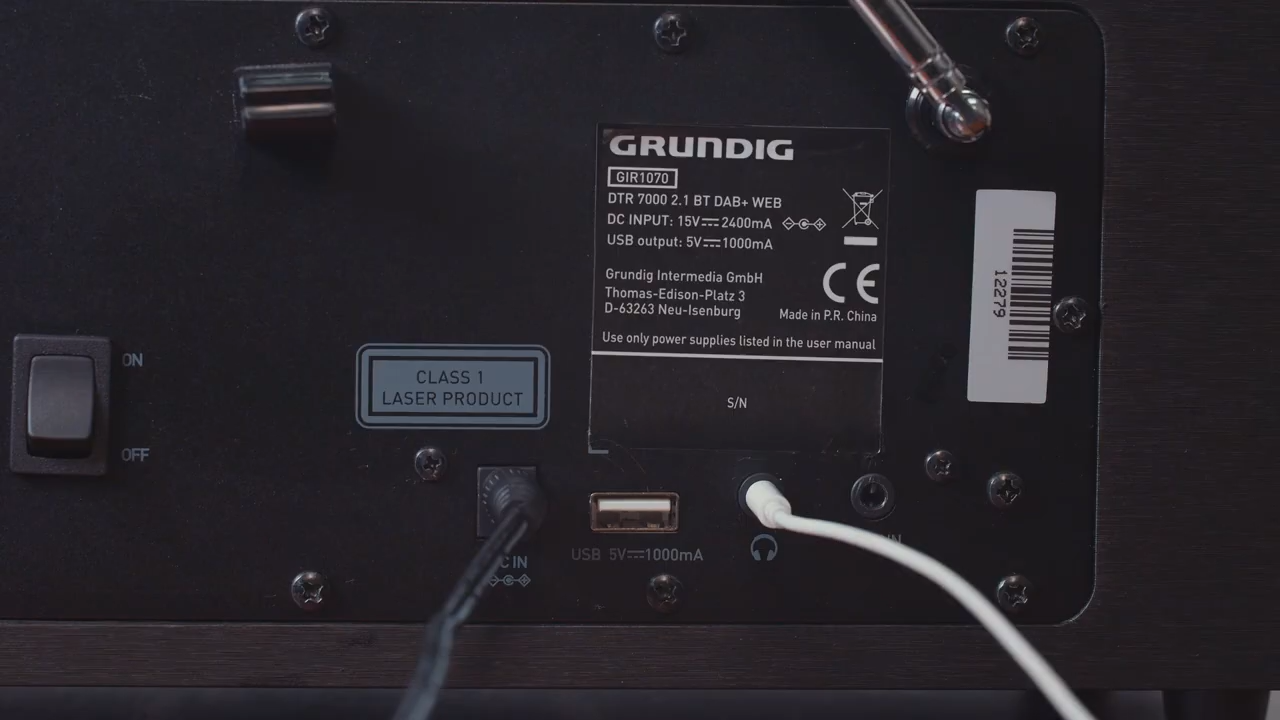 GRUNDIG
GIR1070
DTR 7000 2.1 BT DAB+ WEB
DC INPUT: 15V⎓2400mA
USB output: 5V⎓1000mA
Grundig Intermedia GmbH
Thomas-Edison-Platz 3
D-63263 Neu-Isenburg
CE
Made in P.R. China
Use only power supplies listed in the user manual
S/N
12279
ON
OFF
CLASS 1
LASER PRODUCT
C IN
USB 5V⎓1000mA